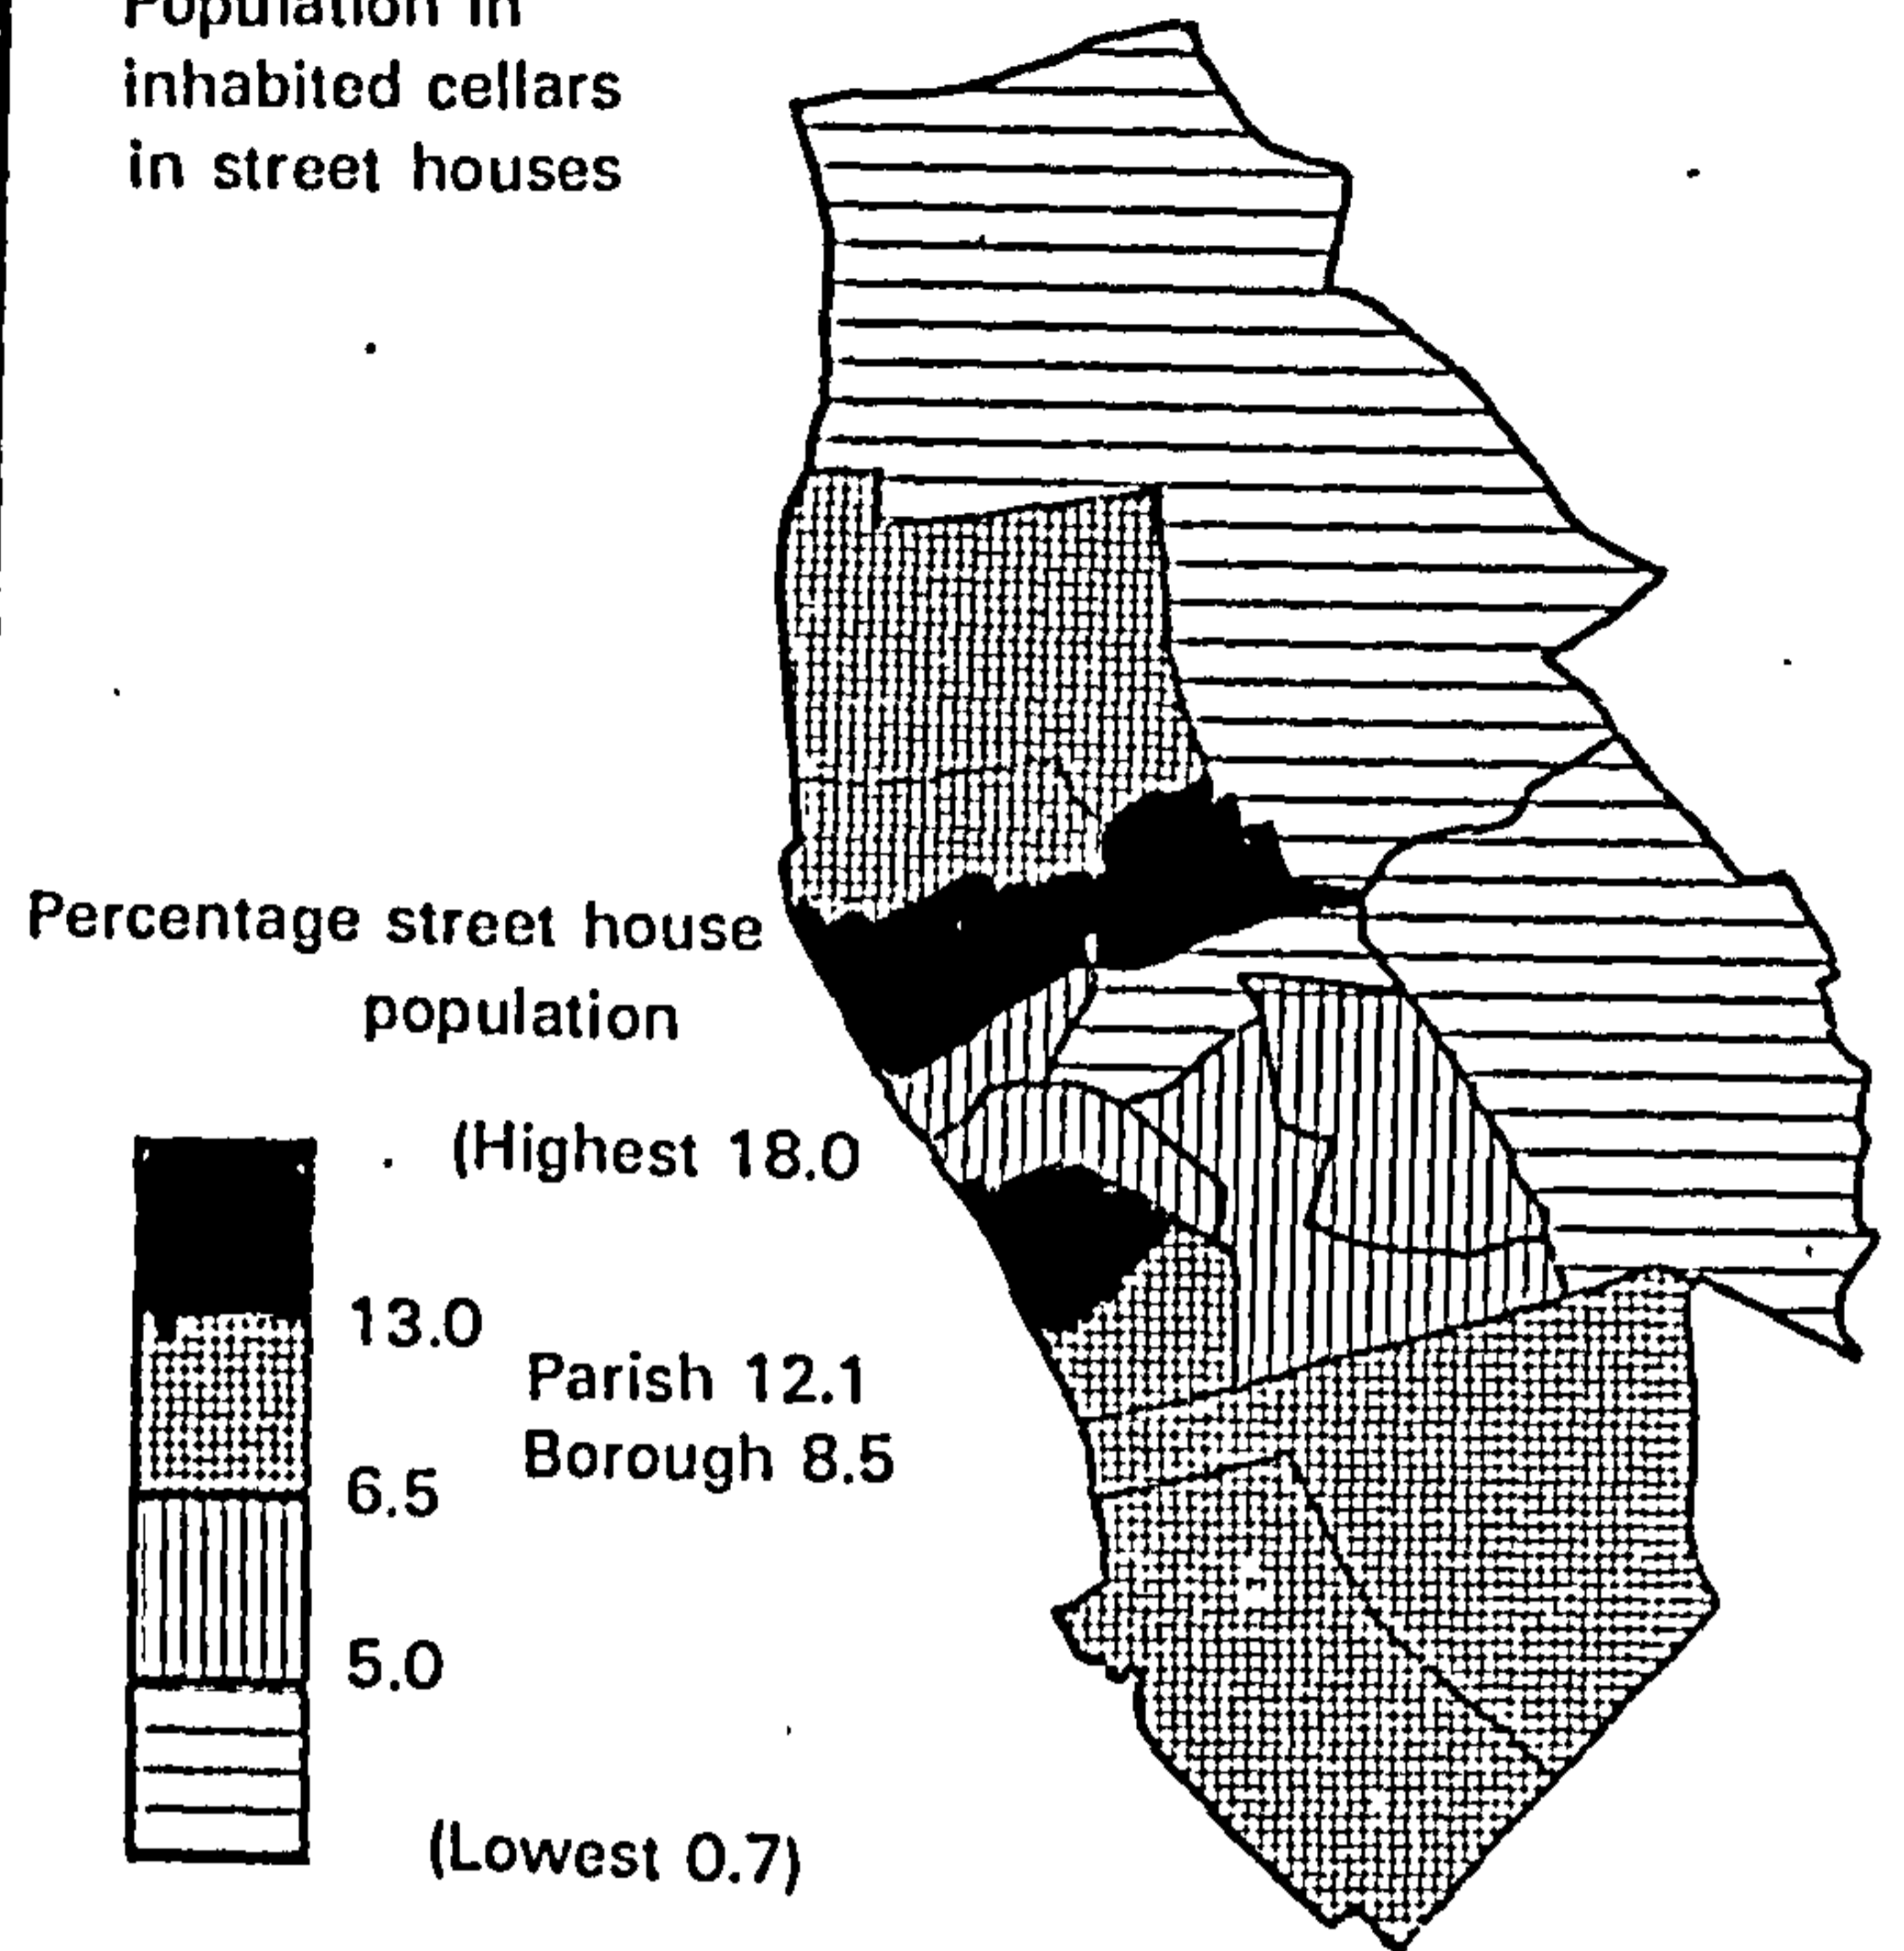 Population in
inhabited cellars
in street houses
Percentage street house
population
(Highest 18.0
13.0
Parish 12.1
Borough 8.5
6.5
5.0
(Lowest 0.7)